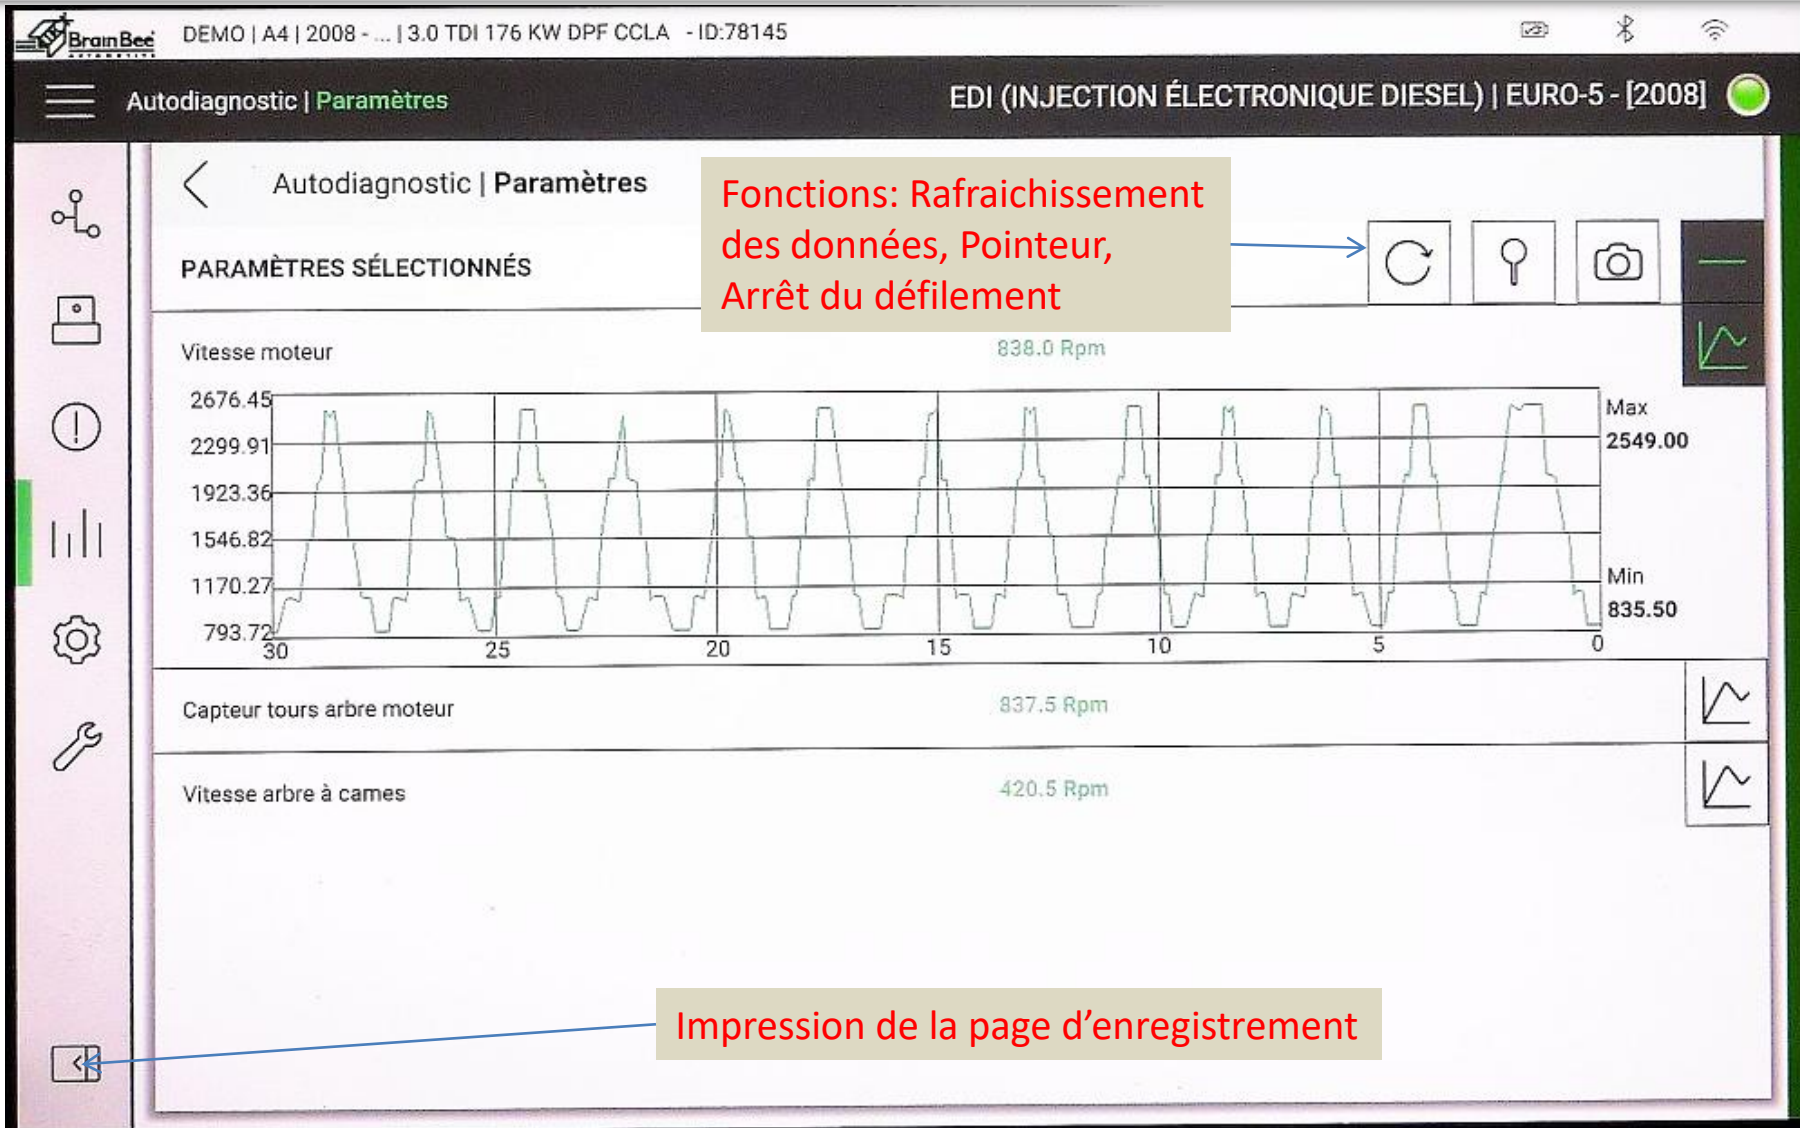 BrainBee
AUTOMOTIVE
DEMO | A4 | 2008 - ... | 3.0 TDI 176 KW DPF CCLA - ID:78145
Autodiagnostic | Paramètres
EDI (INJECTION ÉLECTRONIQUE DIESEL) | EURO-5 - [2008]
Autodiagnostic | Paramètres
Fonctions: Rafraichissement
des données, Pointeur,
Arrêt du défilement
PARAMÈTRES SÉLECTIONNÉS
Vitesse moteur
838.0 Rpm
2676.45
2299.91
1923.36
1546.82
1170.27
793.72
Max
2549.00
Min
835.50
30 25 20 15 10 5 0
Capteur tours arbre moteur
837.5 Rpm
Vitesse arbre à cames
420.5 Rpm
Impression de la page d’enregistrement